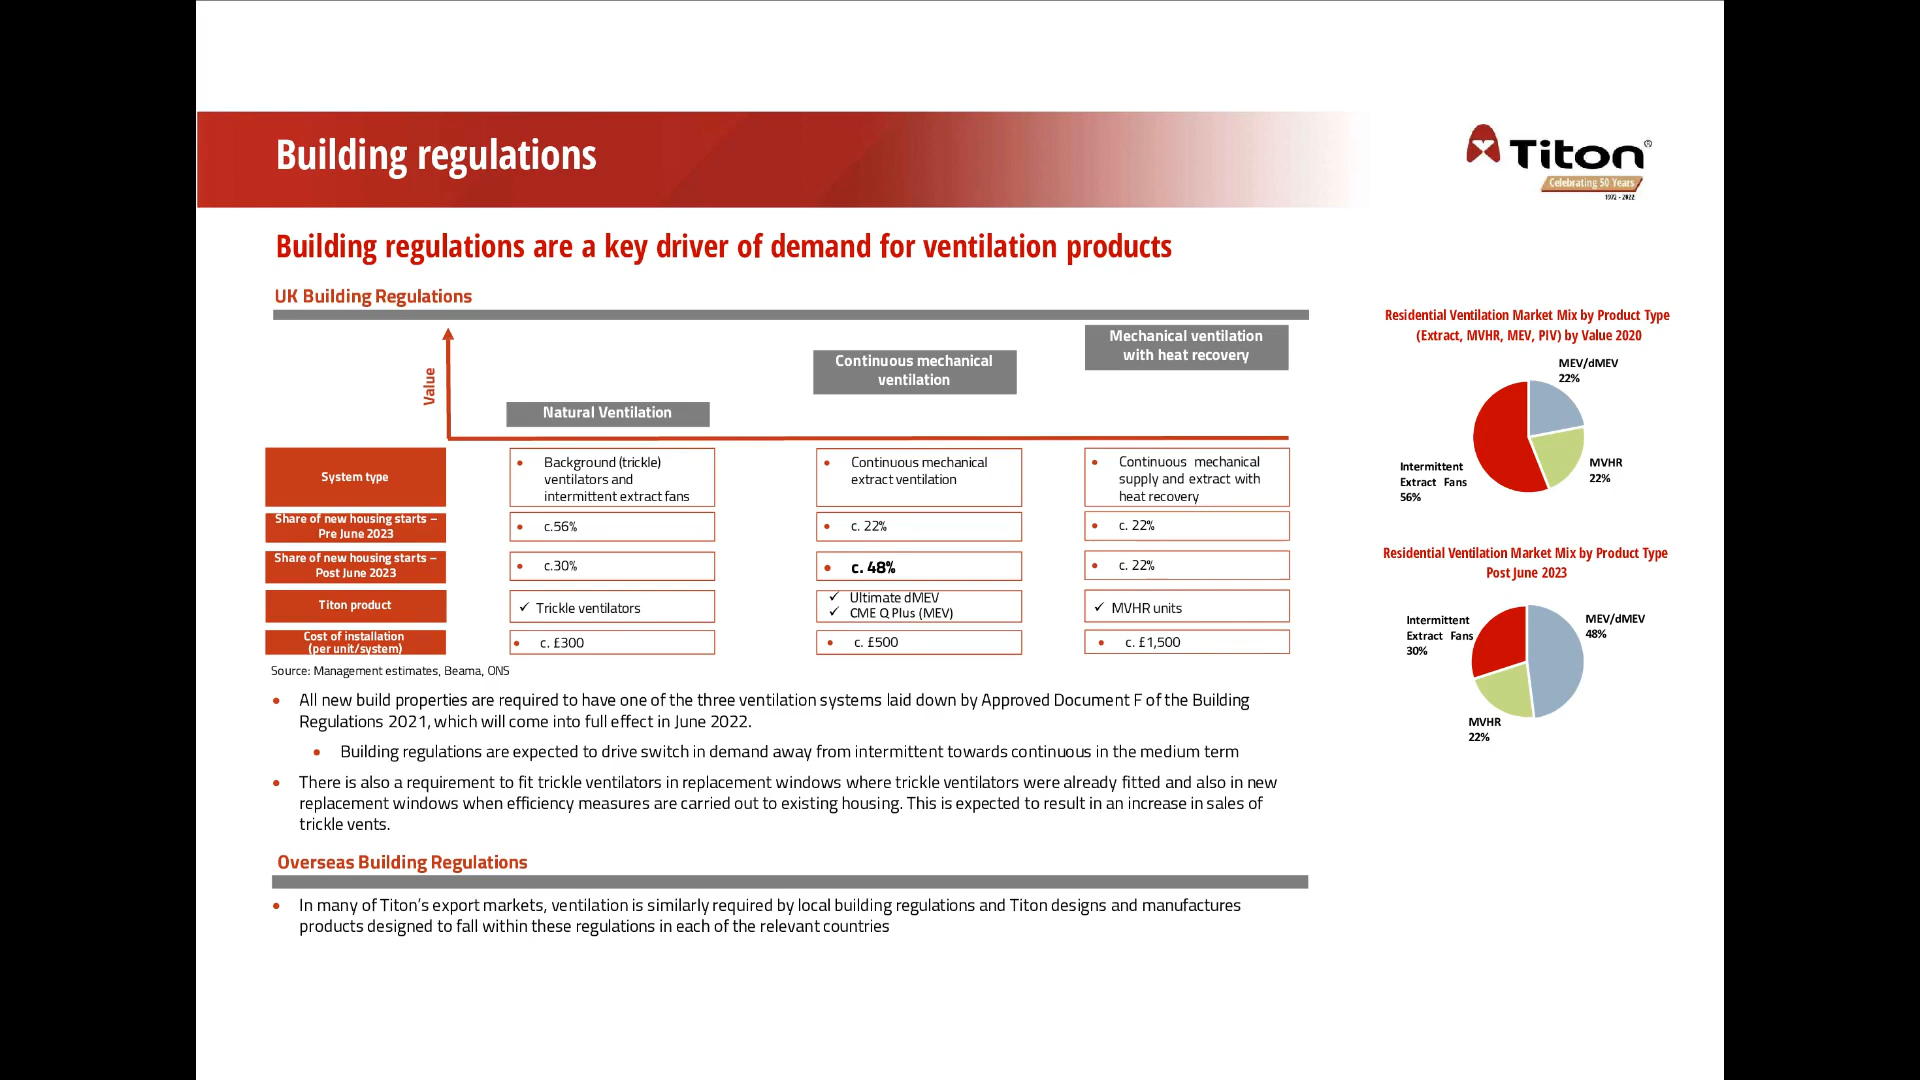 Building regulations
Titon®
Celebrating 50 Years
1972 - 2022
Building regulations are a key driver of demand for ventilation products
UK Building Regulations
Value
Natural Ventilation
Continuous mechanical
ventilation
Mechanical ventilation
with heat recovery
System type
• Background (trickle)
ventilators and
intermittent extract fans
• Continuous mechanical
extract ventilation
• Continuous mechanical
supply and extract with
heat recovery
Share of new housing starts –
Pre June 2023
• c.56%
• c. 22%
• c. 22%
Share of new housing starts –
Post June 2023
• c.30%
• c. 48%
• c. 22%
Titon product
✓ Trickle ventilators
✓ Ultimate dMEV
✓ CME Q Plus (MEV)
✓ MVHR units
Cost of installation
(per unit/system)
• c. £300
• c. £500
• c. £1,500
Source: Management estimates, Beama, ONS
• All new build properties are required to have one of the three ventilation systems laid down by Approved Document F of the Building
Regulations 2021, which will come into full effect in June 2022.
• Building regulations are expected to drive switch in demand away from intermittent towards continuous in the medium term
• There is also a requirement to fit trickle ventilators in replacement windows where trickle ventilators were already fitted and also in new
replacement windows when efficiency measures are carried out to existing housing. This is expected to result in an increase in sales of
trickle vents.
Overseas Building Regulations
• In many of Titon’s export markets, ventilation is similarly required by local building regulations and Titon designs and manufactures
products designed to fall within these regulations in each of the relevant countries
Residential Ventilation Market Mix by Product Type
(Extract, MVHR, MEV, PIV) by Value 2020
MEV/dMEV
22%
MVHR
22%
Intermittent
Extract Fans
56%
Residential Ventilation Market Mix by Product Type
Post June 2023
Intermittent
Extract Fans
30%
MEV/dMEV
48%
MVHR
22%